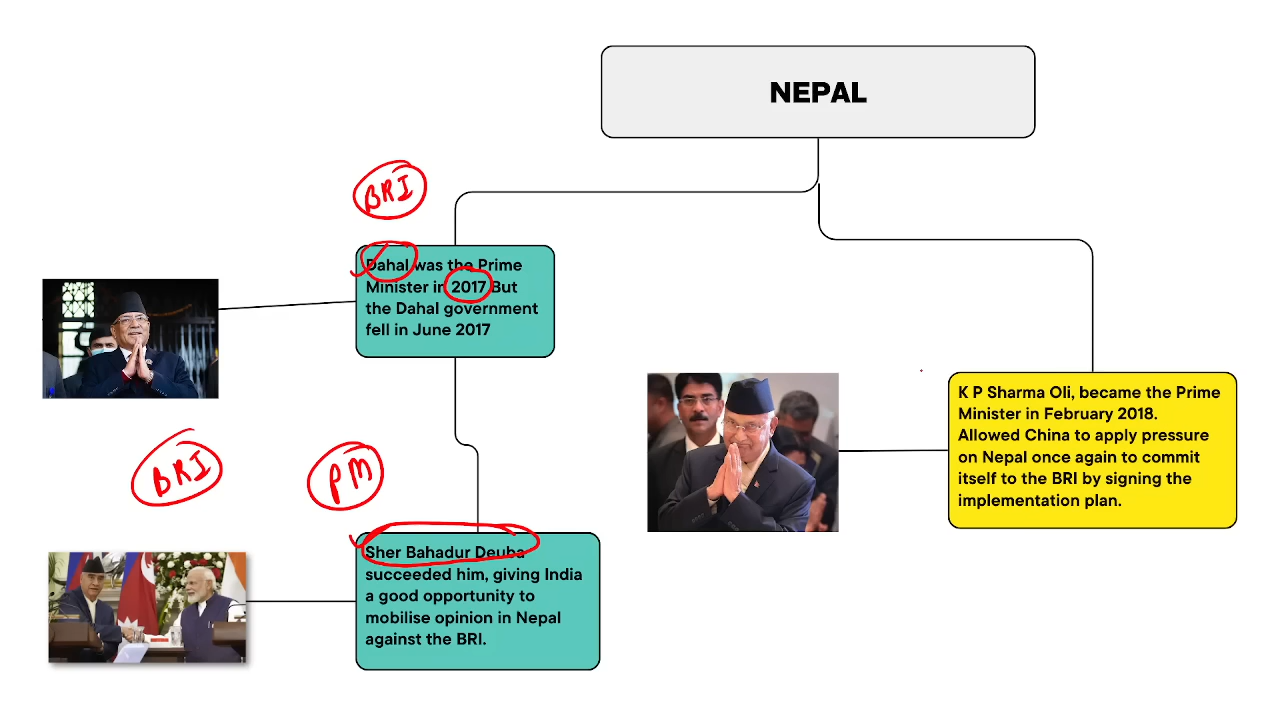 NEPAL
BRI
Dahal was the Prime
Minister in 2017 But
the Dahal government
fell in June 2017
K P Sharma Oli, became the Prime
Minister in February 2018.
Allowed China to apply pressure
on Nepal once again to commit
itself to the BRI by signing the
implementation plan.
BRI
PM
Sher Bahadur Deuba
succeeded him, giving India
a good opportunity to
mobilise opinion in Nepal
against the BRI.